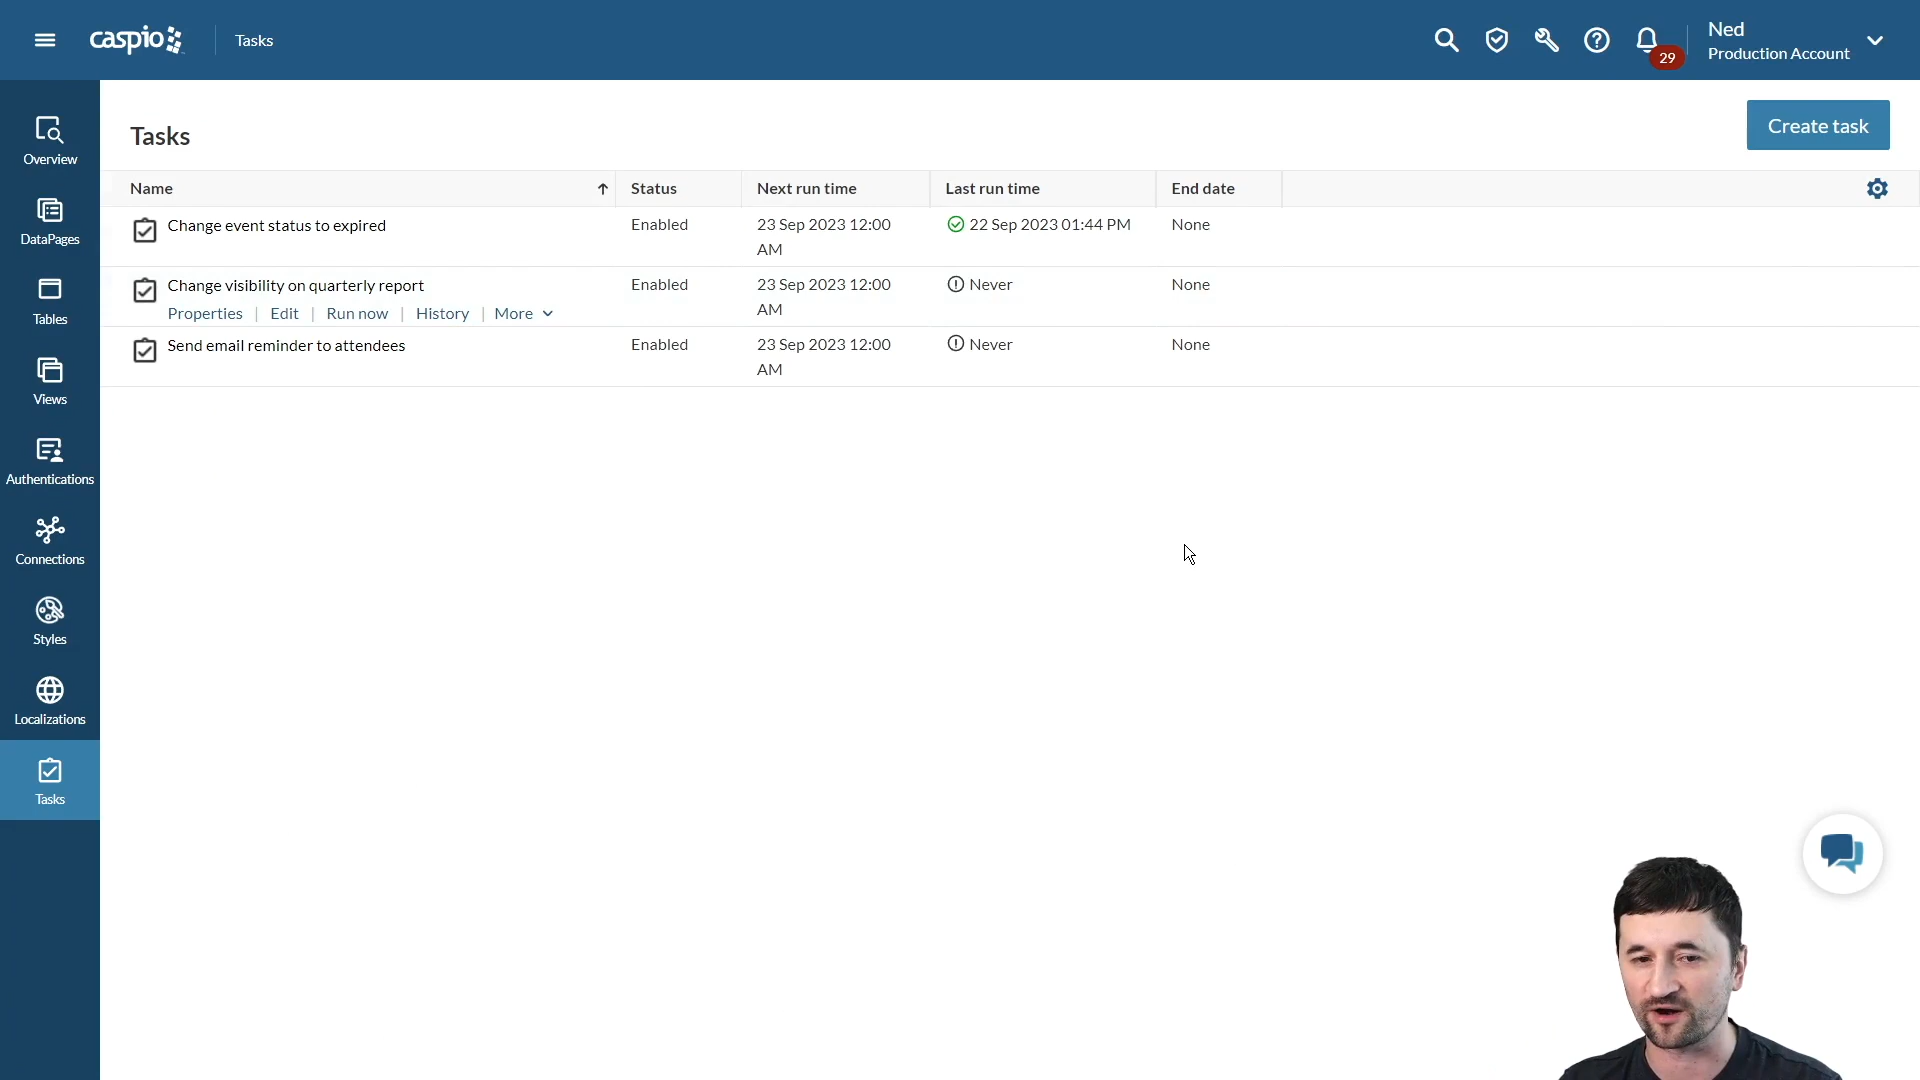 caspio
Tasks
29
Ned
Production Account
Overview
DataPages
Tables
Views
Authentications
Connections
Styles
Localizations
Tasks
Tasks
Create task
Name Status Next run time Last run time End date
Change event status to expired Enabled 23 Sep 2023 12:00 22 Sep 2023 01:44 PM None
AM
Change visibility on quarterly report Enabled 23 Sep 2023 12:00 Never None
AM
Properties | Edit | Run now | History | More
Send email reminder to attendees Enabled 23 Sep 2023 12:00 Never None
AM